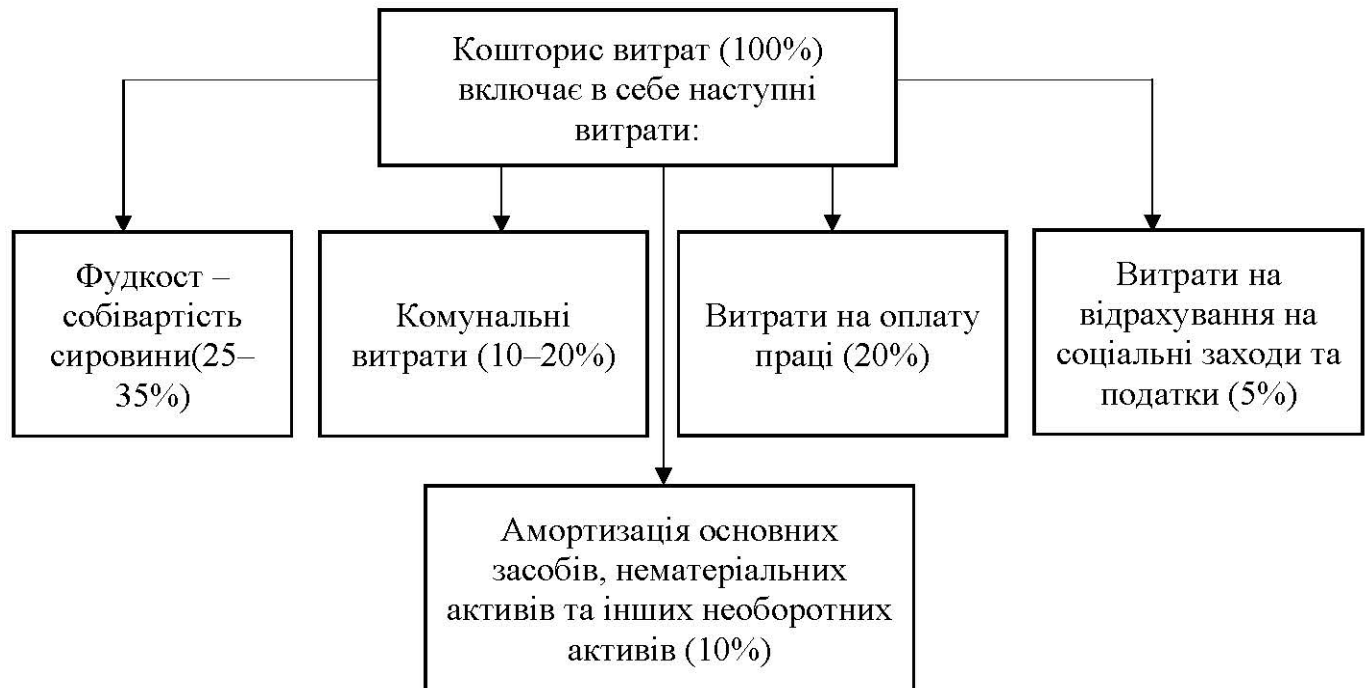 Кошторис витрат (100%)
включає в себе наступні
витрати:
Фудкост –
собівартість
сировини(25–
35%)
Комунальні
витрати (10–20%)
Витрати на оплату
праці (20%)
Витрати на
відрахування на
соціальні заходи та
податки (5%)
Амортизація основних
засобів, нематеріальних
активів та інших необоротних
активів (10%)